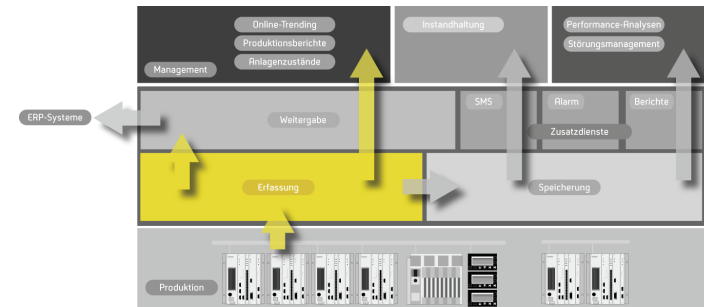 Online-Trending
Produktionsberichte
Anlagenzustände
Management
Instandhaltung
Performance-Analysen
Störungsmanagement
ERP-Systeme
Weitergabe
SMS
Alarm
Berichte
Zusatzdienste
Erfassung
Speicherung
Produktion